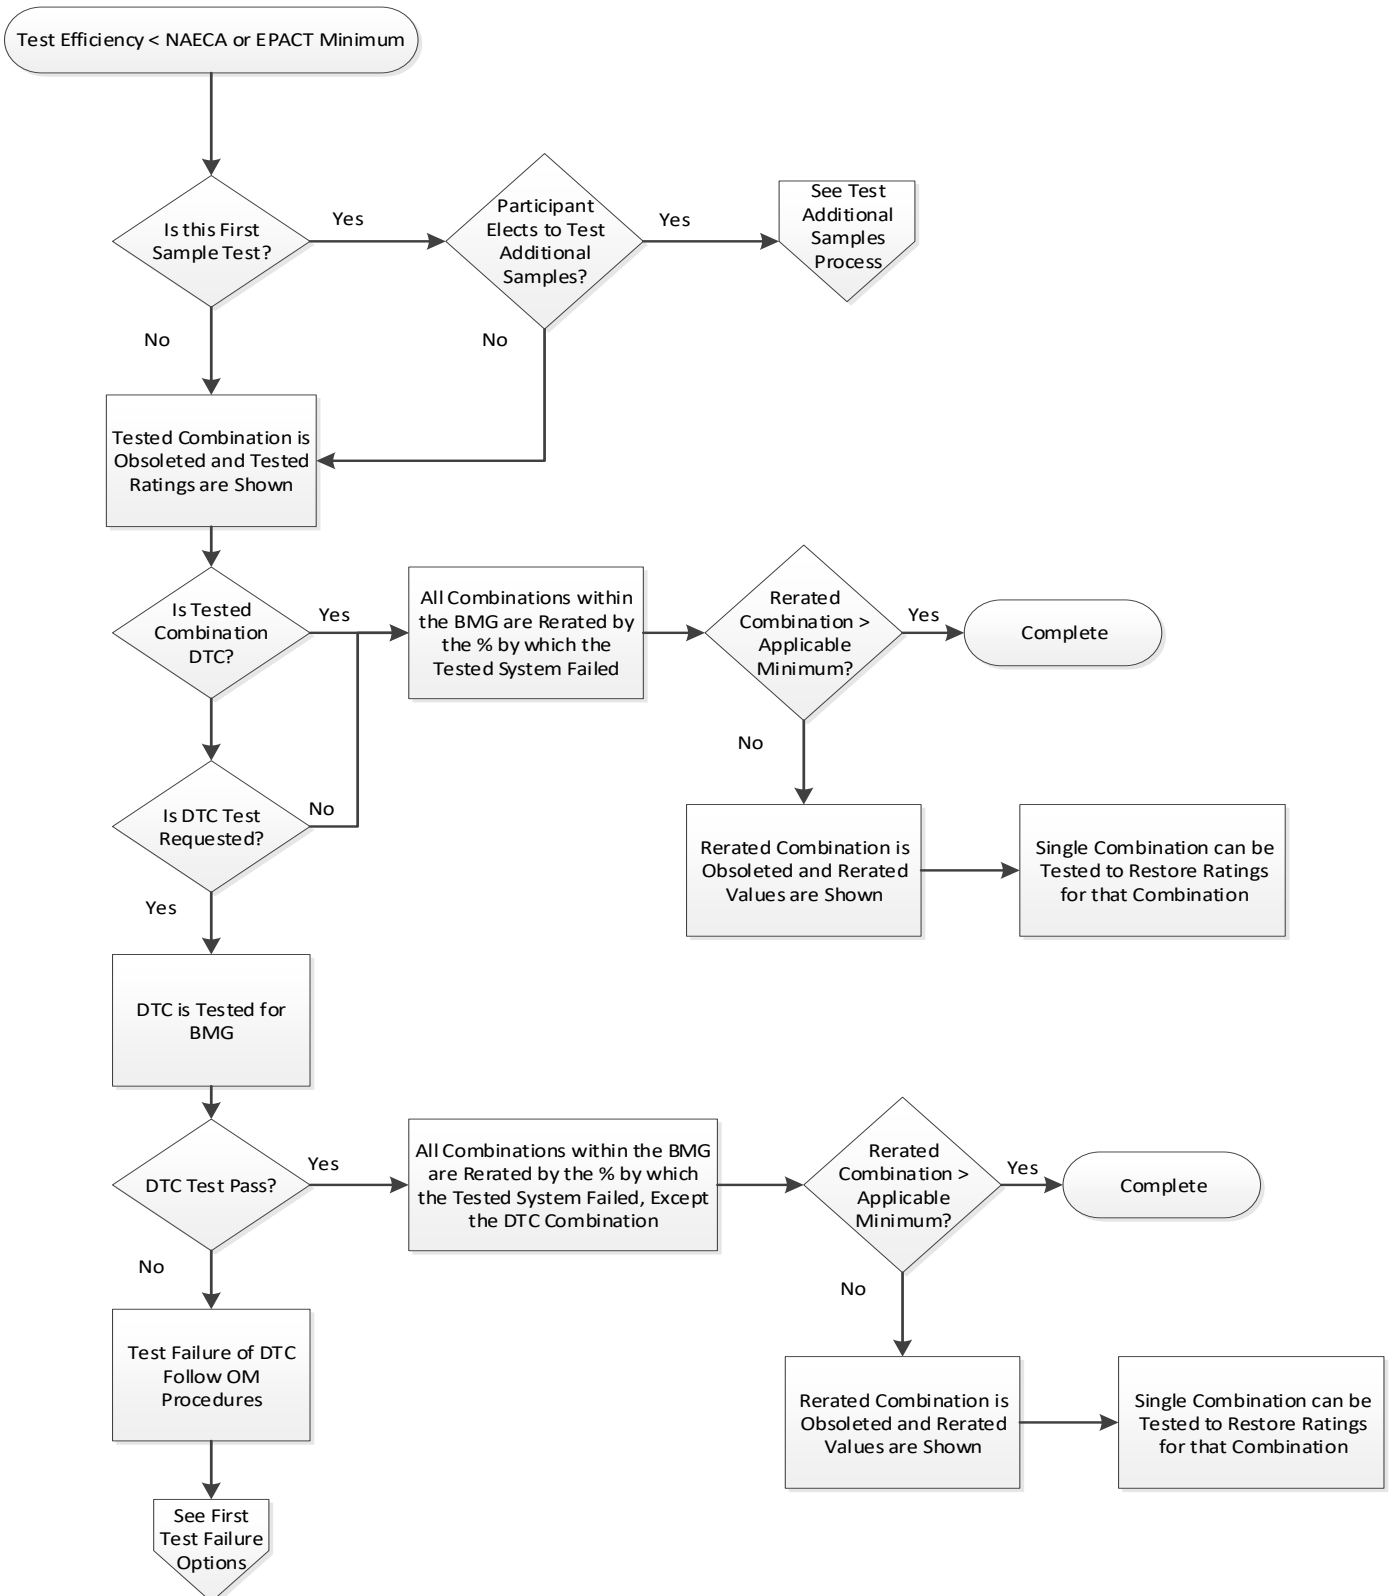 Test Efficiency < NAECA or EPACT Minimum
Is this First
Sample Test?
Yes
Participant
Elects to Test
Additional
Samples?
Yes
See Test
Additional
Samples
Process
No
No
Tested Combination is
Obsoleted and Tested
Ratings are Shown
Is Tested
Combination
DTC?
Yes
All Combinations within
the BMG are Rerated by
the % by which the
Tested System Failed
Rerated
Combination >
Applicable
Minimum?
Yes
Complete
No
Is DTC Test
Requested?
No
Rerated Combination is
Obsoleted and Rerated
Values are Shown
Single Combination can be
Tested to Restore Ratings
for that Combination
Yes
DTC is Tested for
BMG
DTC Test Pass?
Yes
All Combinations within the BMG
are Rerated by the % by which
the Tested System Failed, Except
the DTC Combination
Rerated
Combination >
Applicable
Minimum?
Yes
Complete
No
No
Test Failure of DTC
Follow OM
Procedures
Rerated Combination is
Obsoleted and Rerated
Values are Shown
Single Combination can be
Tested to Restore Ratings
for that Combination
See First
Test Failure
Options